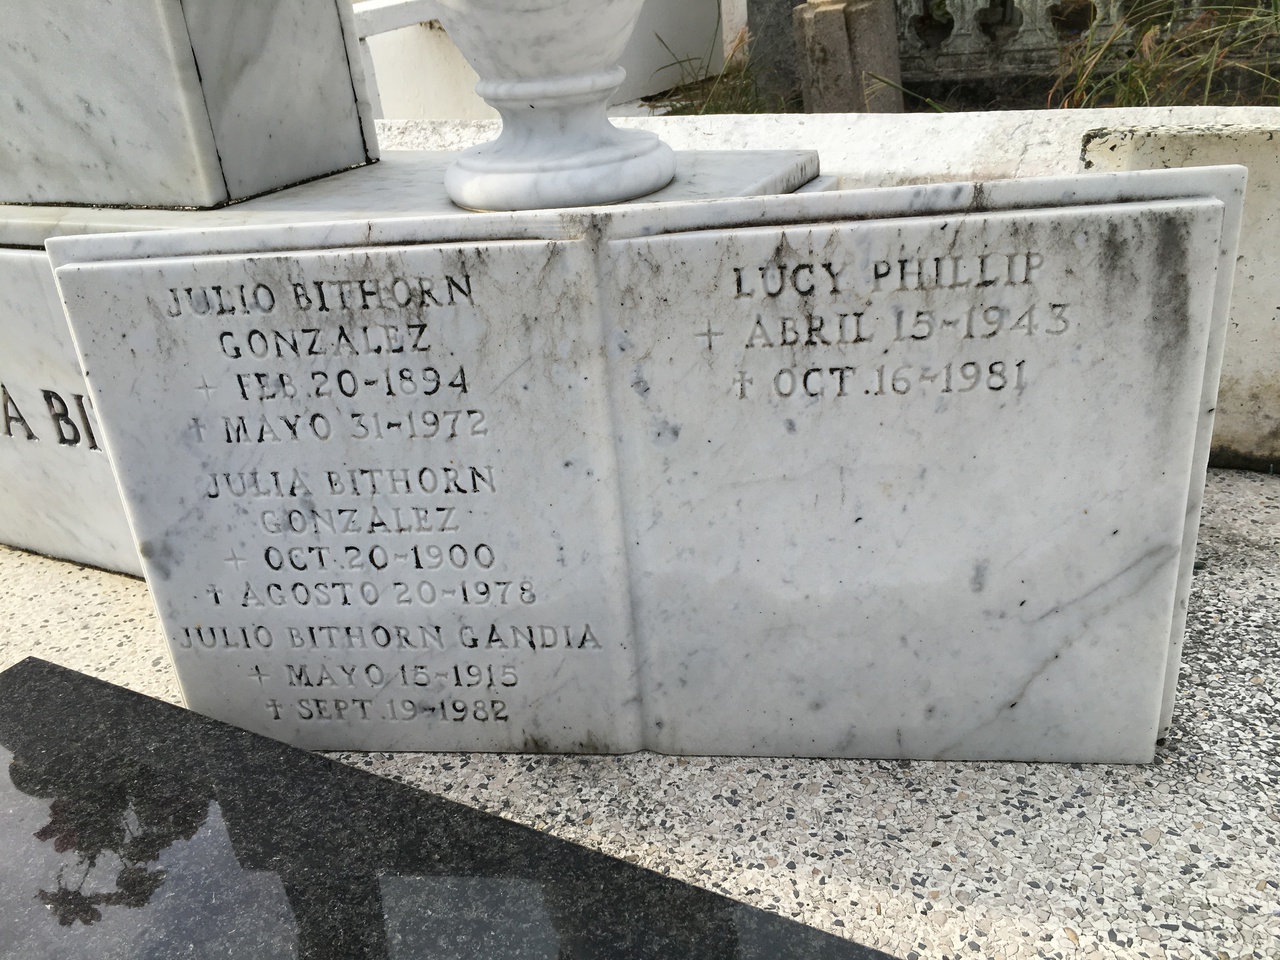 A BI
JULIO BITHORN
GONZALEZ
+ FEB.20-1894
† MAYO 31-1972
JULIA BITHORN
GONZALEZ
+ OCT.20-1900
† AGOSTO 20-1978
JULIO BITHORN GANDIA
+ MAYO 15-1915
† SEPT.19-1982
LUCY PHILLIP
+ ABRIL 15-1943
† OCT.16-1981